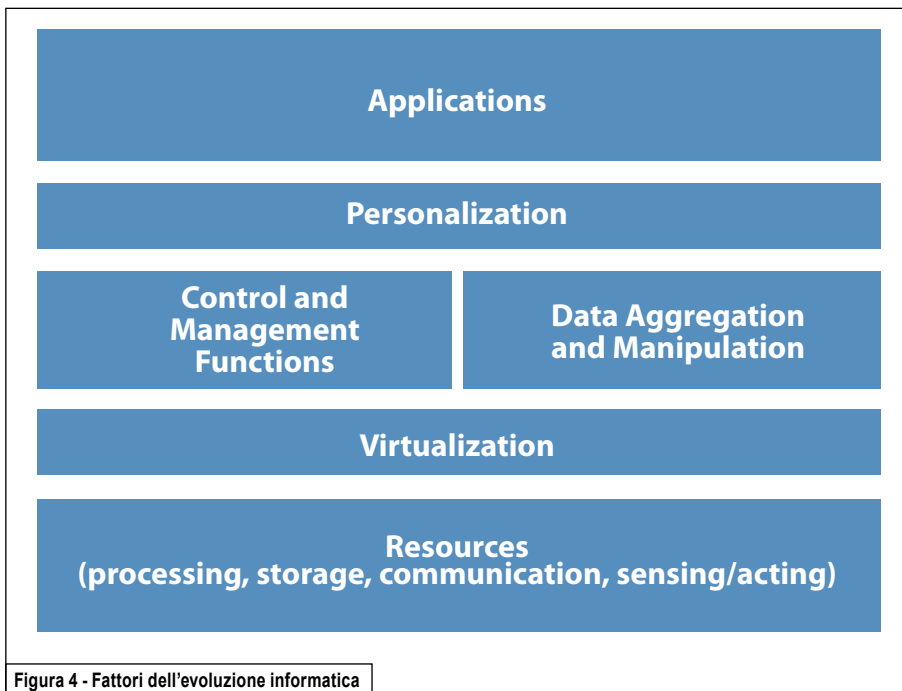 Applications
Personalization
Control and
Management
Functions
Data Aggregation
and Manipulation
Virtualization
Resources
(processing, storage, communication, sensing/acting)
Figura 4 - Fattori dell'evoluzione informatica